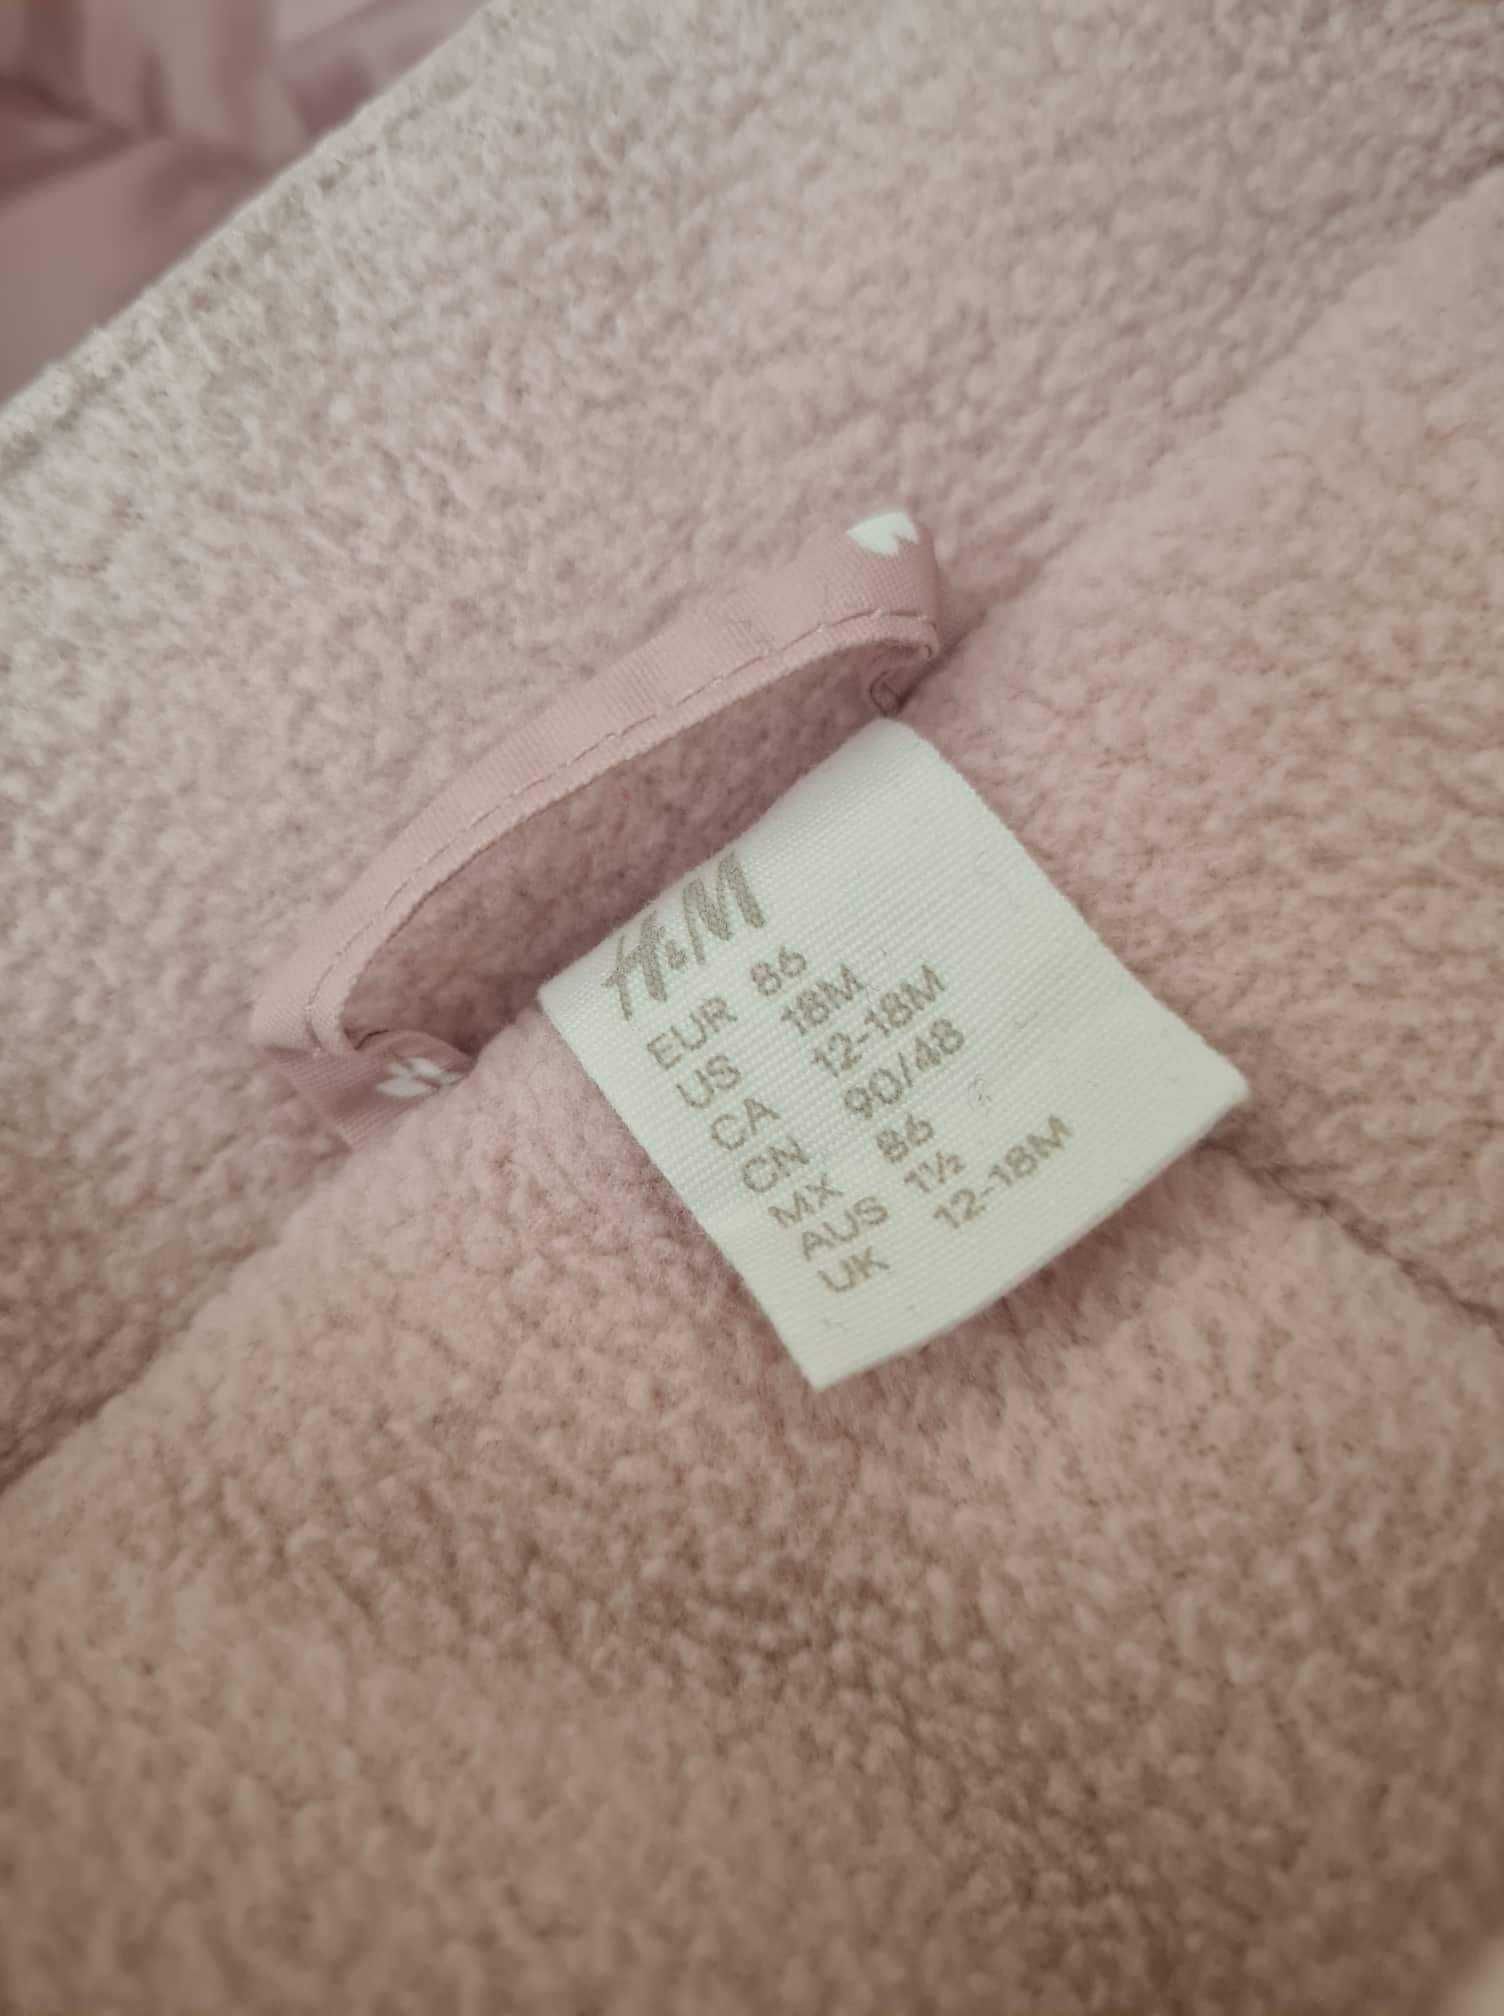 H&M
EUR 86
US 18M
CA 12-18M
CN 90/48
MX 86
AUS 1½
UK 12-18M